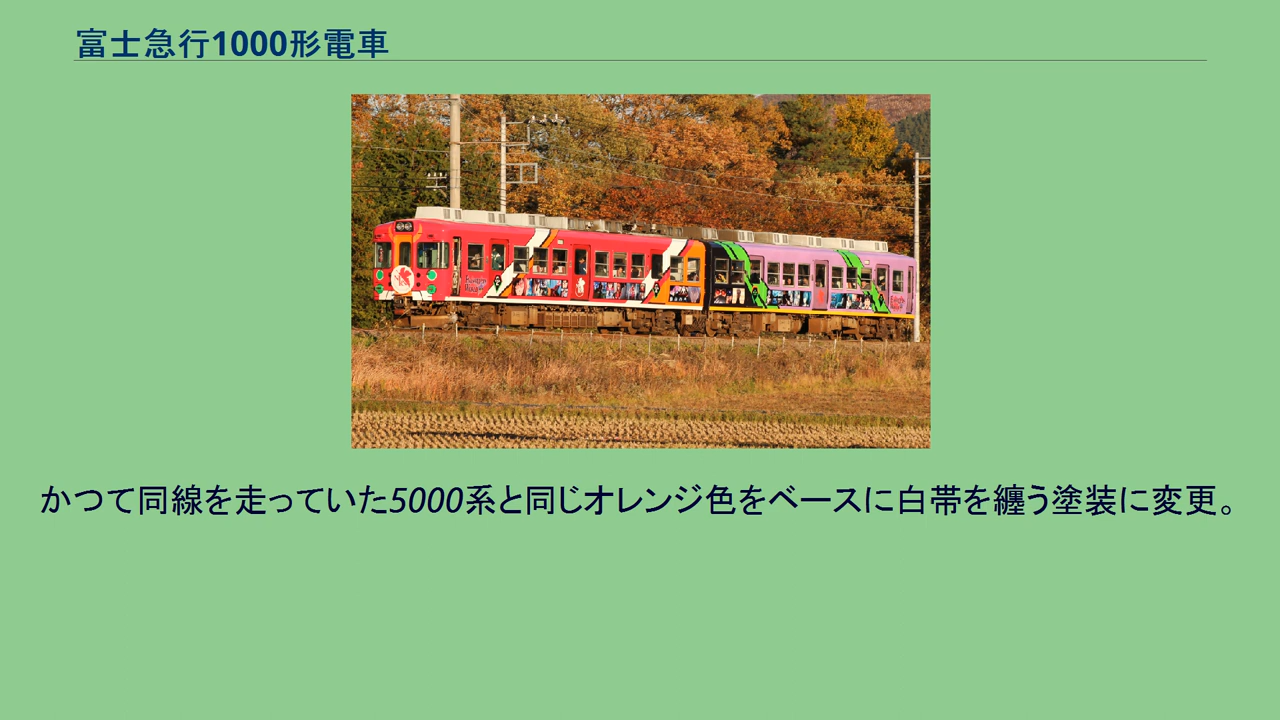 富士急行1000形電車
かつて同線を走っていた5000系と同じオレンジ色をベースに白帯を纏う塗装に変更。